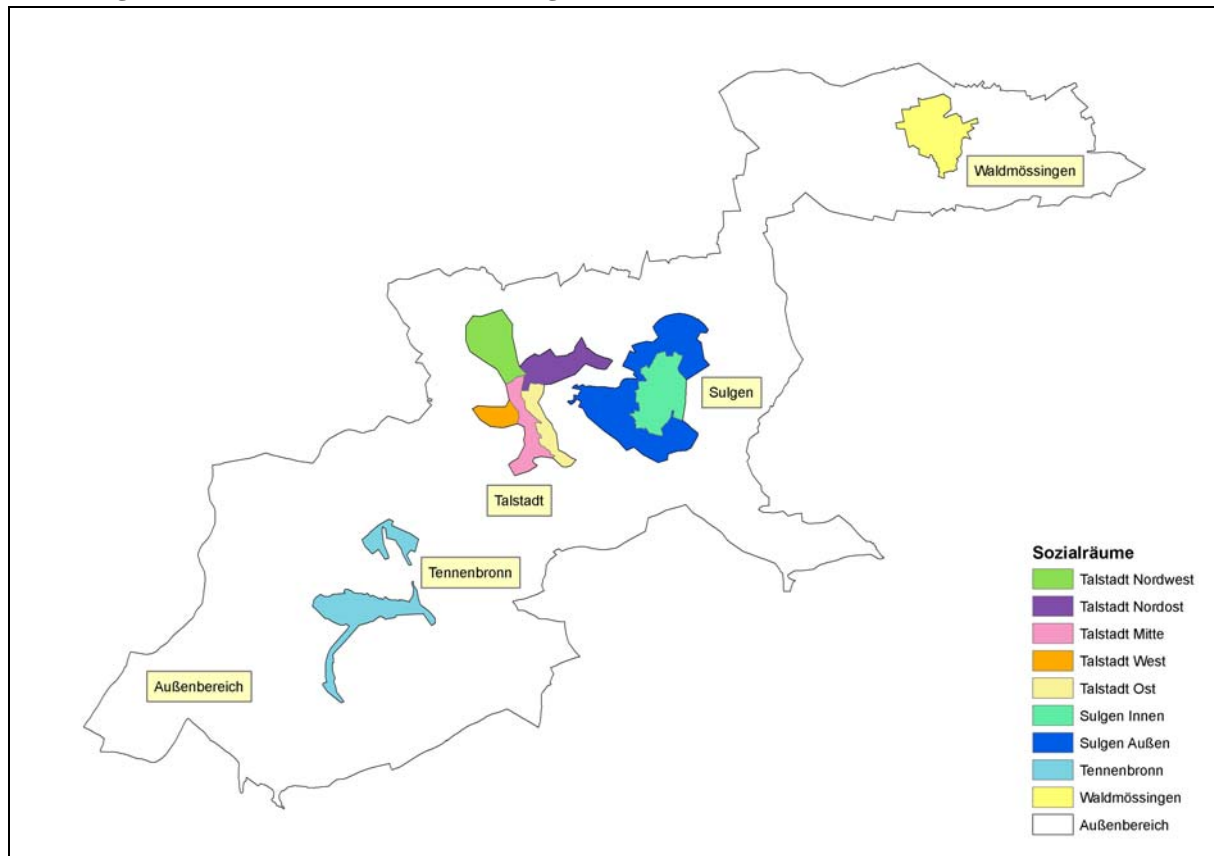 Waldmössingen
Sulgen
Talstadt
Tennenbronn
Außenbereich
Sozialräume
Talstadt Nordwest
Talstadt Nordost
Talstadt Mitte
Talstadt West
Talstadt Ost
Sulgen Innen
Sulgen Außen
Tennenbronn
Waldmössingen
Außenbereich